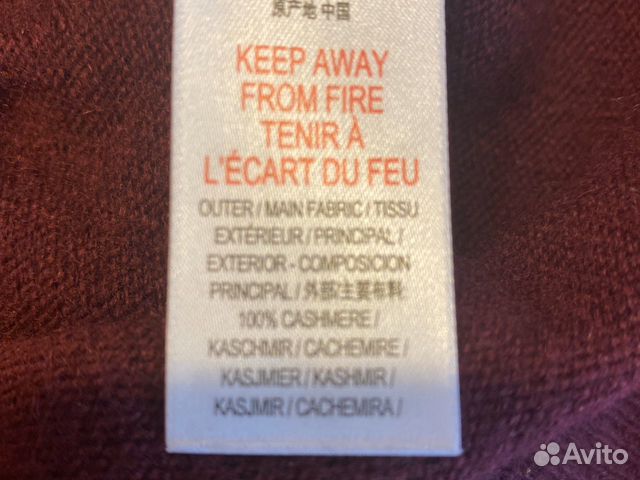 原产地 中国
KEEP AWAY
FROM FIRE
TENIR À
L'ÉCART DU FEU
OUTER / MAIN FABRIC / TISSU
EXTÉRIEUR / PRINCIPAL /
EXTERIOR - COMPOSICION
PRINCIPAL / 外部/主要布料
100% CASHMERE /
KASCHMIR / CACHEMIRE /
KASJMIER / KASHMIR /
KASJMIR / CACHEMIRA /
Avito